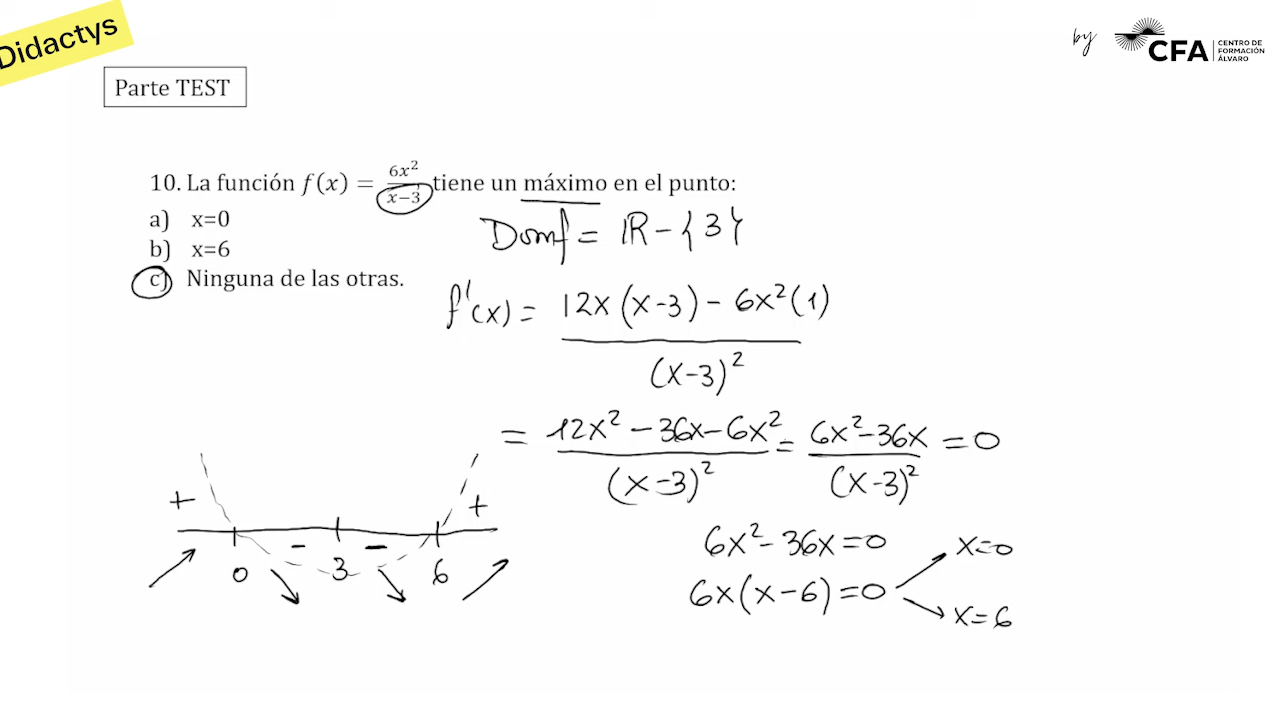 Didactys
by CFA CENTRO DE FORMACIÓN ÁLVARO
Parte TEST
10. La función f(x) = 6x²/(x−3) tiene un máximo en el punto:
a) x=0
b) x=6
c) Ninguna de las otras.
Domf = ℝ − {3}
f'(x) = 12x(x−3) − 6x²(1) / (x−3)²
= 12x² − 36x − 6x² / (x−3)² = 6x² − 36x / (x−3)² = 0
6x² − 36x = 0
6x(x − 6) = 0
x=0
x=6
+ − − +
0 3 6